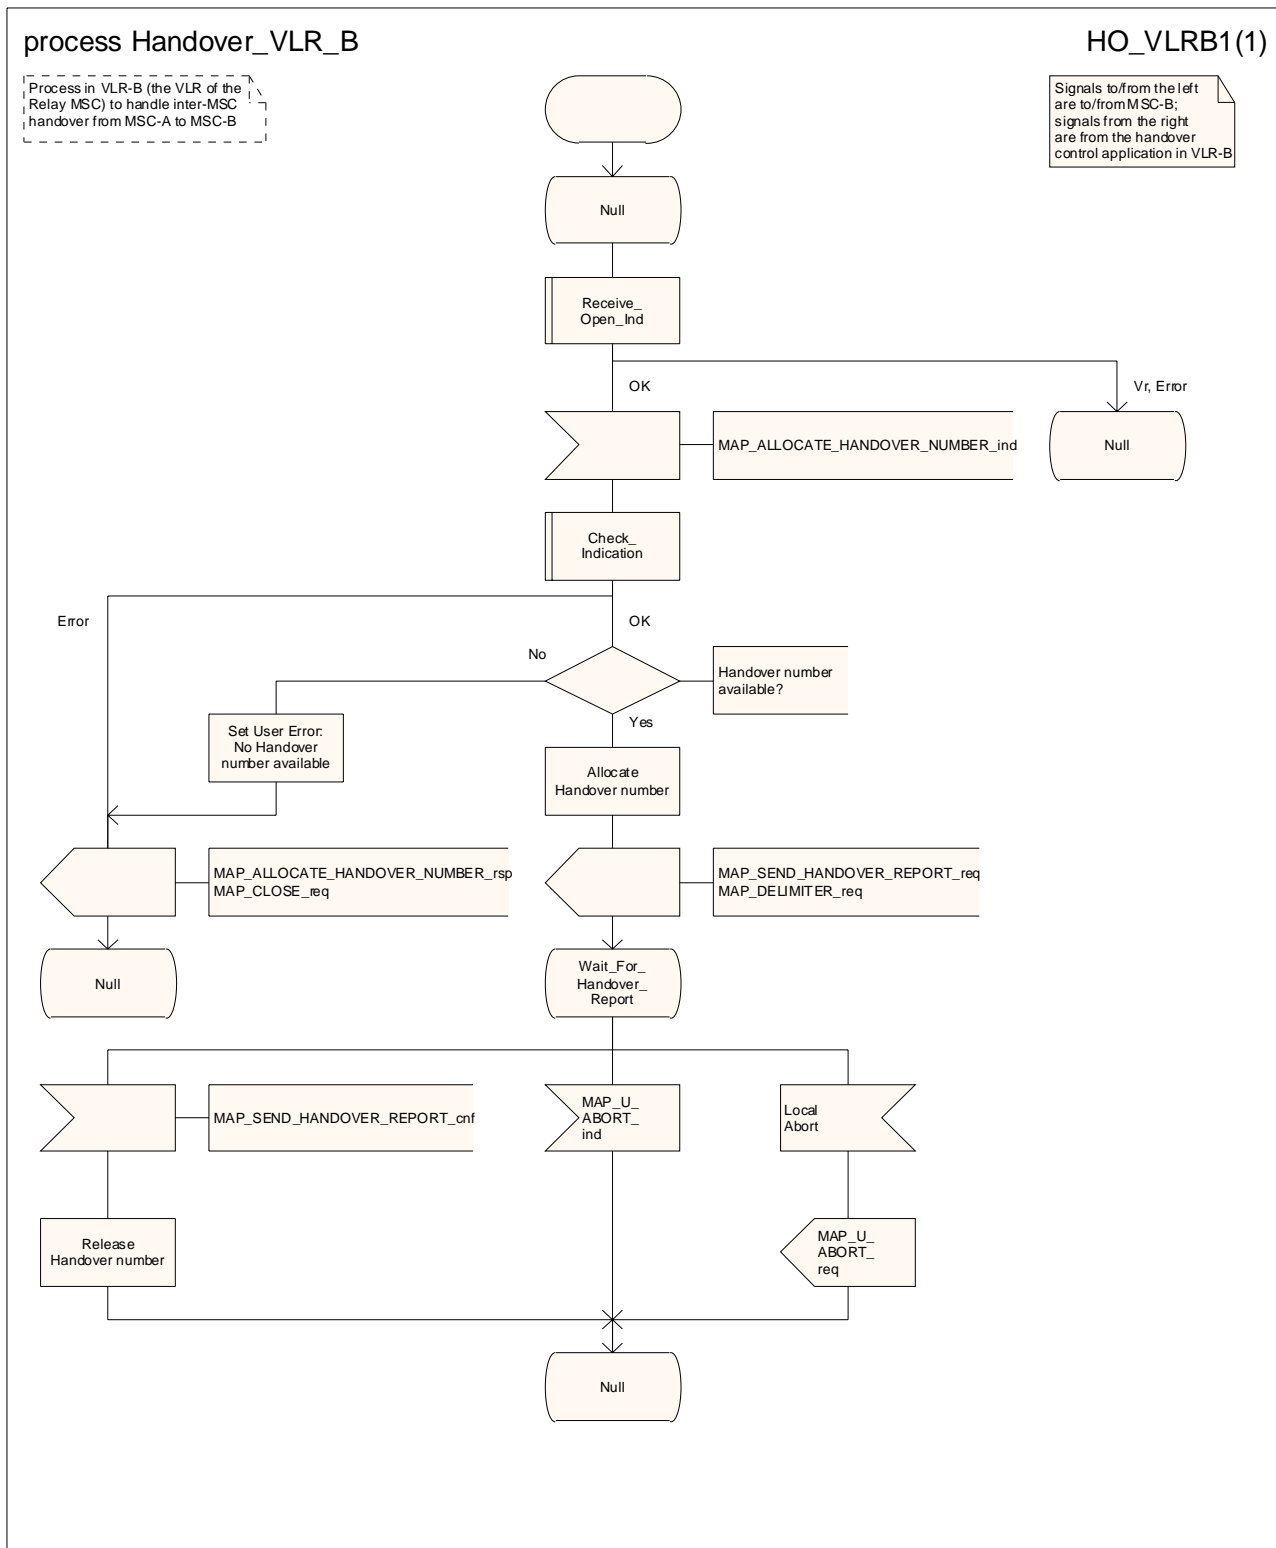 process Handover_VLR_B
HO_VLRB1(1)
Process in VLR-B (the VLR of the
Relay MSC) to handle inter-MSC
handover from MSC-A to MSC-B
Signals to/from the left
are to/from MSC-B;
signals from the right
are from the handover
control application in VLR-B
Null
Receive_
Open_Ind
OK
Vr, Error
MAP_ALLOCATE_HANDOVER_NUMBER_ind
Null
Check_
Indication
Error
OK
No
Handover number
available?
Yes
Set User Error:
No Handover
number available
Allocate
Handover number
MAP_ALLOCATE_HANDOVER_NUMBER_rsp
MAP_CLOSE_req
MAP_SEND_HANDOVER_REPORT_req
MAP_DELIMITER_req
Null
Wait_For_
Handover_
Report
MAP_SEND_HANDOVER_REPORT_cnf
MAP_U_
ABORT_
ind
Local
Abort
Release
Handover number
MAP_U_
ABORT_
req
Null